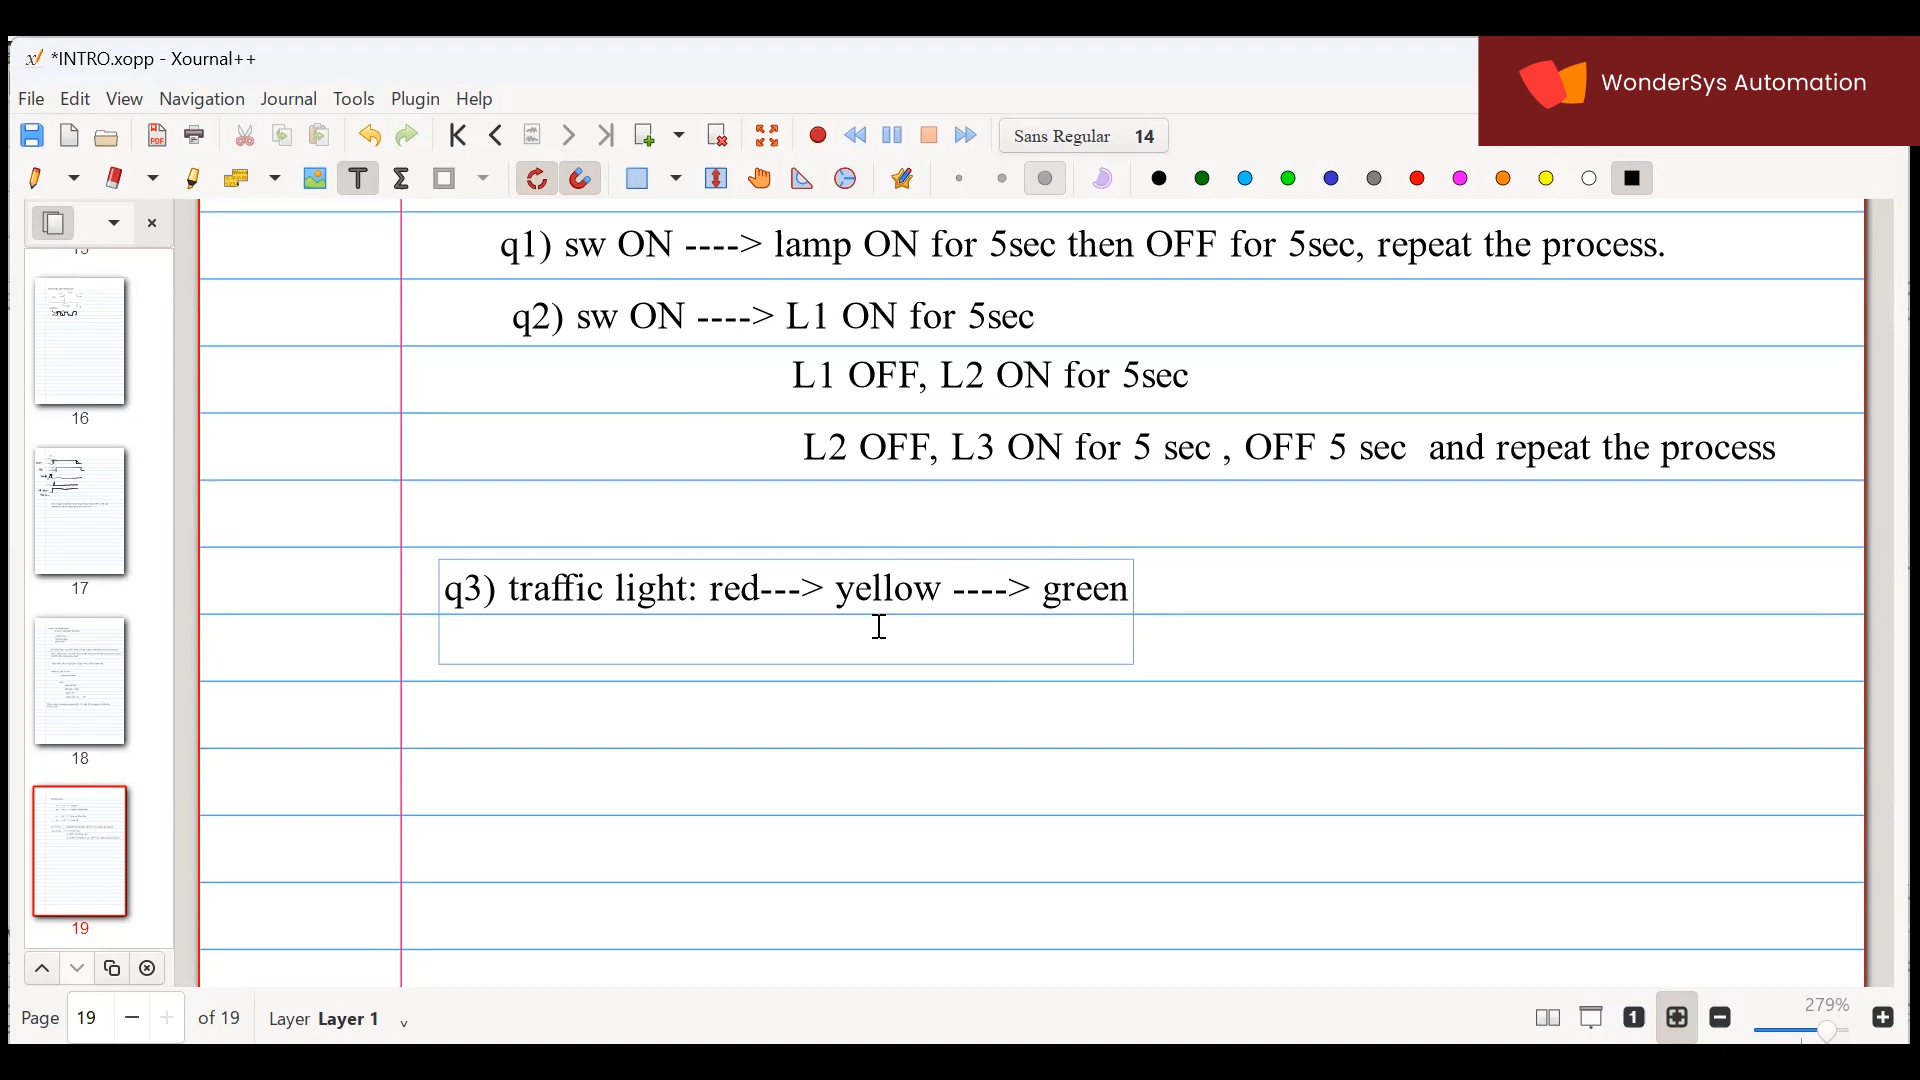 *INTRO.xopp - Xournal++
WonderSys Automation
File Edit View Navigation Journal Tools Plugin Help
Sans Regular 14
q1) sw ON ----> lamp ON for 5sec then OFF for 5sec, repeat the process.
q2) sw ON ----> L1 ON for 5sec
L1 OFF, L2 ON for 5sec
L2 OFF, L3 ON for 5 sec , OFF 5 sec and repeat the process
q3) traffic light: red---> yellow ----> green
16
17
18
19
Page 19 of 19 Layer Layer 1
279%